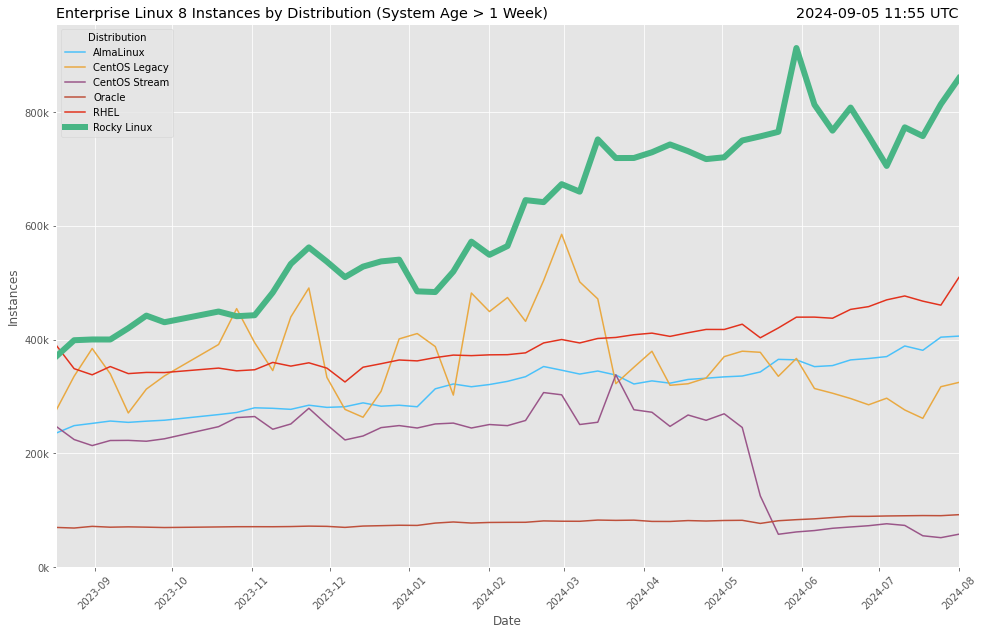 Enterprise Linux 8 Instances by Distribution (System Age > 1 Week)
2024-09-05 11:55 UTC
Distribution
AlmaLinux
CentOS Legacy
CentOS Stream
Oracle
RHEL
Rocky Linux
800k
600k
400k
200k
0k
Instances
2023-09
2023-10
2023-11
2023-12
2024-01
2024-02
2024-03
2024-04
2024-05
2024-06
2024-07
2024-08
Date